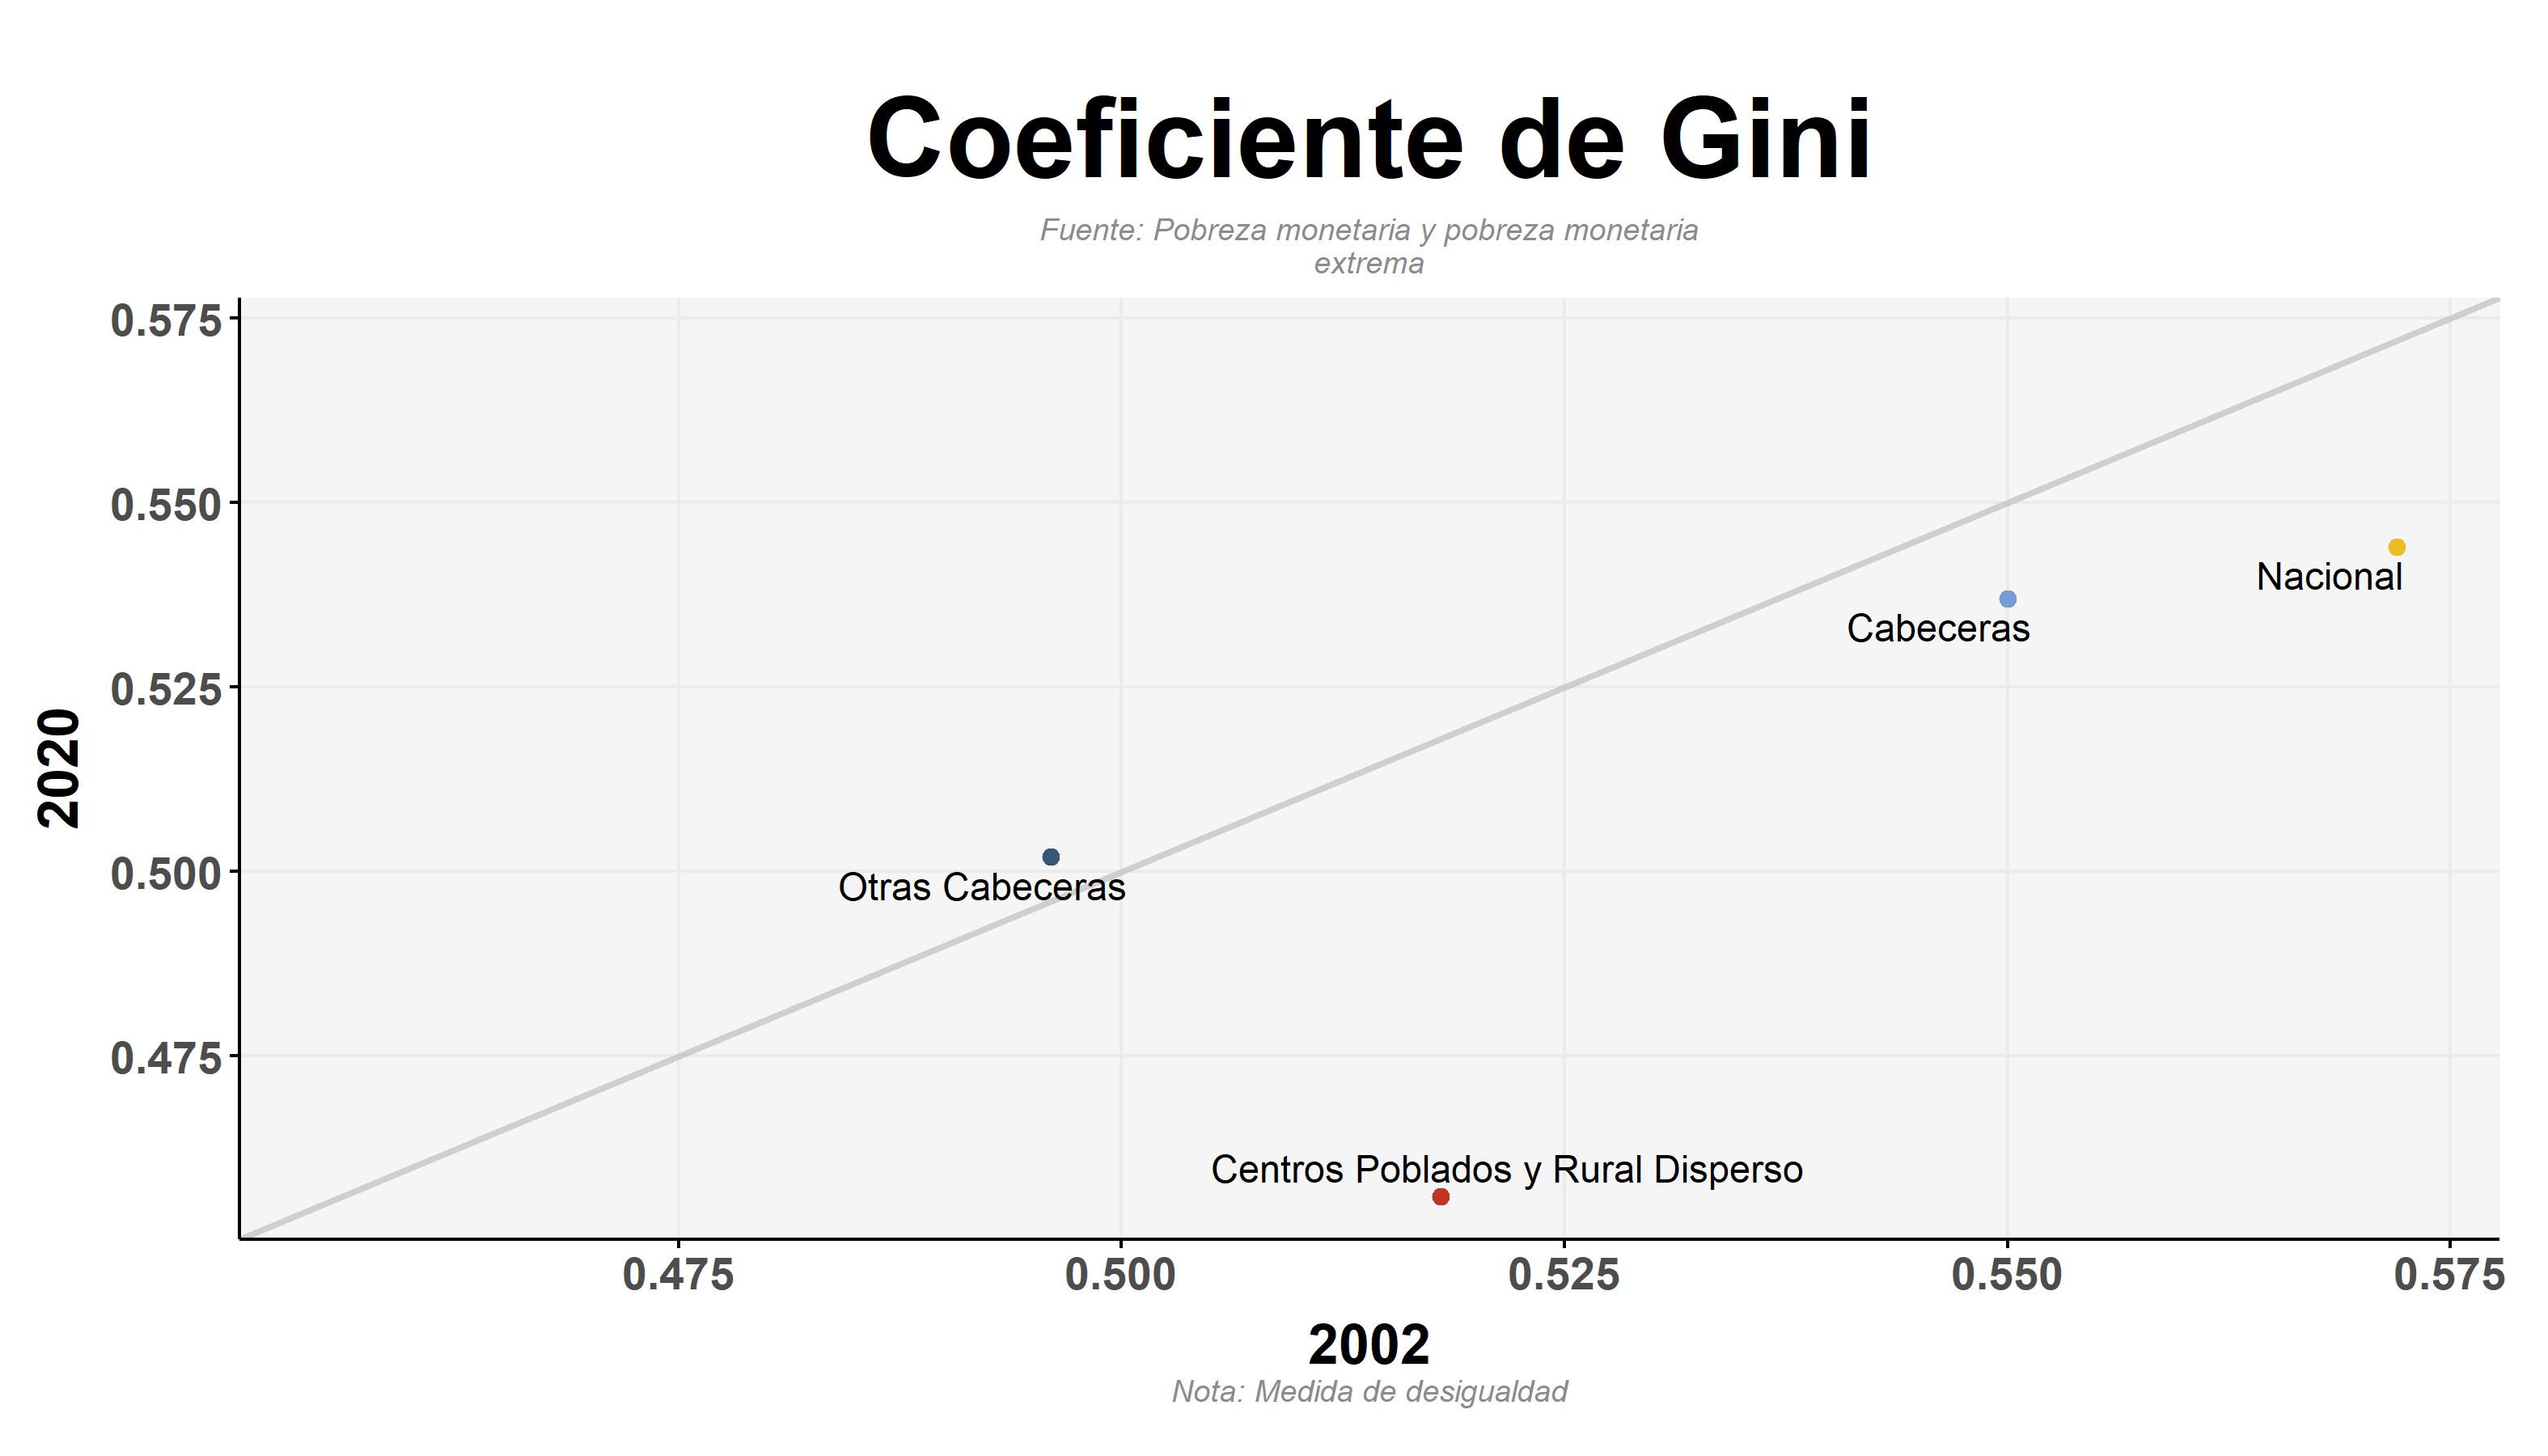 Coeficiente de Gini
Fuente: Pobreza monetaria y pobreza monetaria
extrema
0.575
0.550
0.525
0.500
0.475
2020
Nacional
Cabeceras
Otras Cabeceras
Centros Poblados y Rural Disperso
0.475
0.500
0.525
0.550
0.575
2002
Nota: Medida de desigualdad